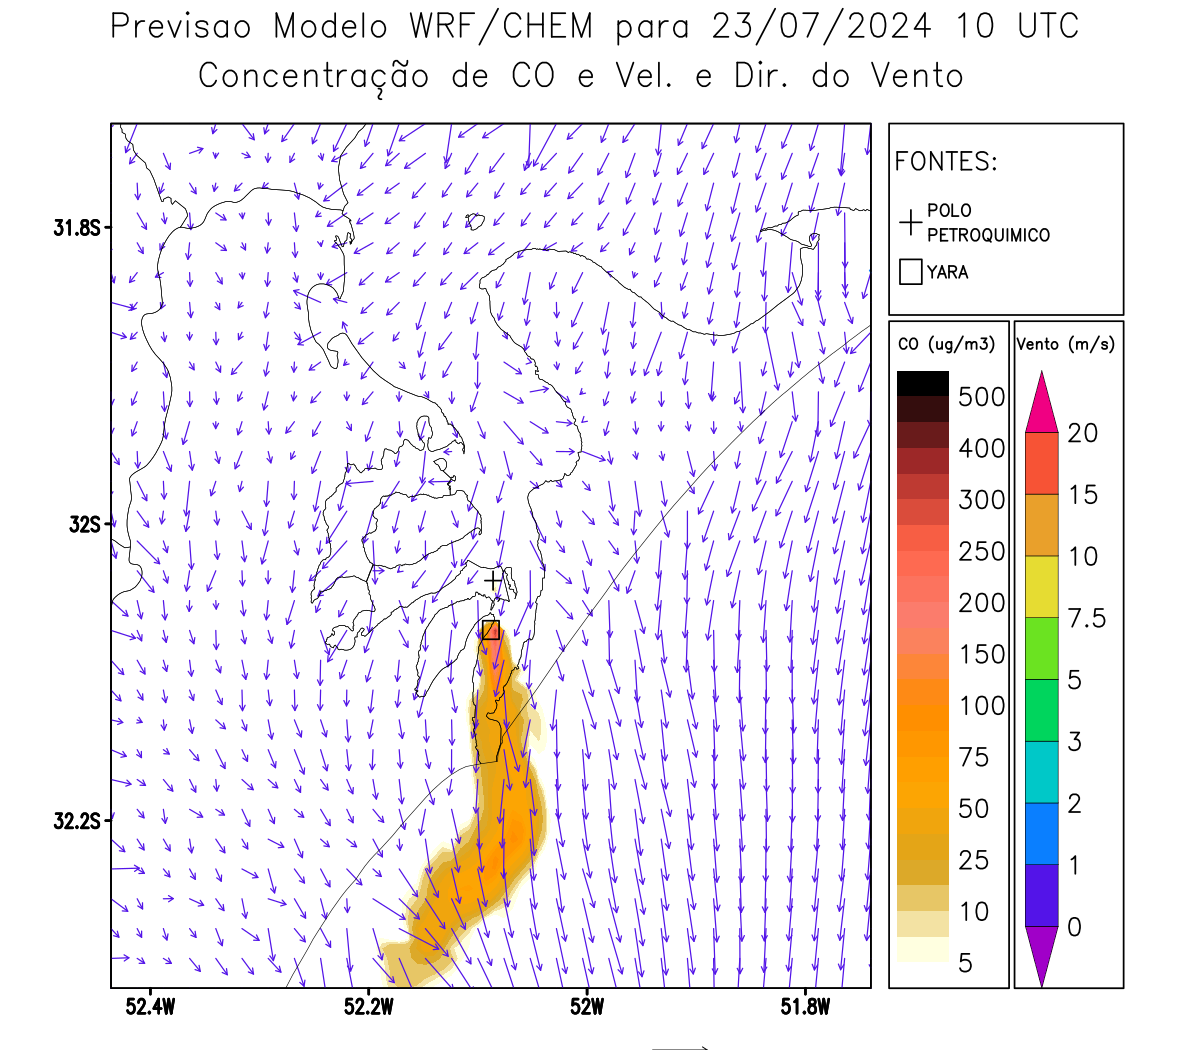 Previsao Modelo WRF/CHEM para 23/07/2024 10 UTC
Concentração de CO e Vel. e Dir. do Vento
FONTES:
POLO
PETROQUIMICO
YARA
CO (ug/m3)
500
400
300
250
200
150
100
75
50
25
10
5
Vento (m/s)
20
15
10
7.5
5
3
2
1
0
31.8S
32S
32.2S
52.4W
52.2W
52W
51.8W